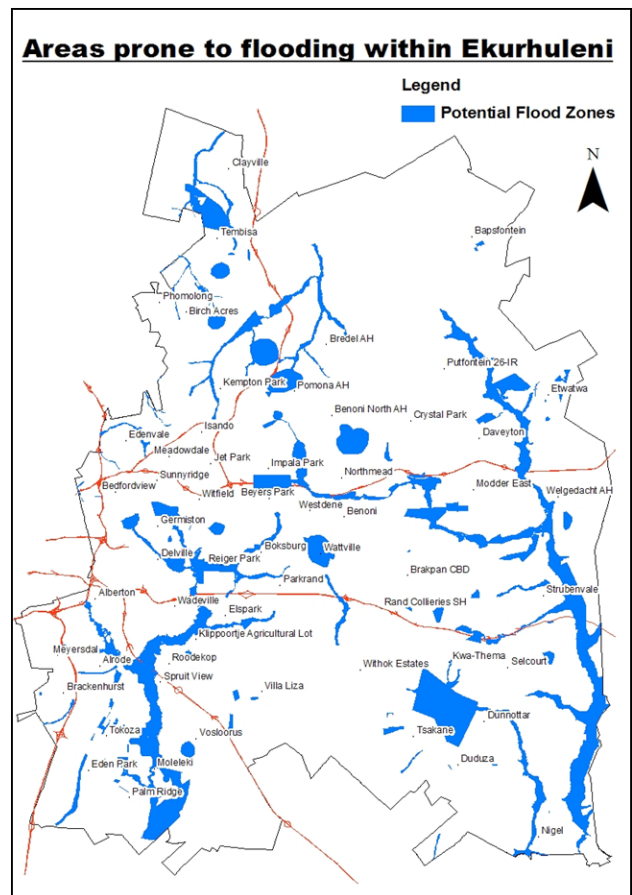 Areas prone to flooding within Ekurhuleni
Legend
Potential Flood Zones
N
Clayville
Bapsfontein
Tembisa
Phomolong
Birch Acres
Bredel AH
Putfontein 26-IR
Kempton Park
Pomona AH
Etwatwa
Benoni North AH
Crystal Park
Isando
Edenvale
Daveyton
Meadowdale
Jet Park
Impala Park
Northmead
Sunnyridge
Bedfordview
Witfield
Beyers Park
Modder East
Welgedacht AH
Westdene
Benoni
Germiston
Boksburg
Wattville
Delville
Reiger Park
Brakpan CBD
Parkrand
Alberton
Strubenvale
Wadeville
Elspark
Rand Collieries SH
Klippoortje Agricultural Lot
Meyersdal
Alrode
Roodekop
Kwa-Thema
Selcourt
Withok Estates
Spruit View
Brackenhurst
Villa Liza
Dunnottar
Tokoza
Vosloorus
Tsakane
Eden Park
Moleleki
Duduza
Palm Ridge
Nigel